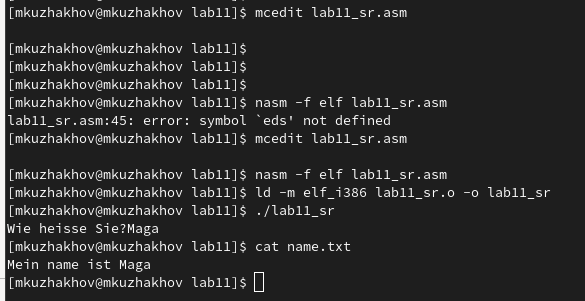 [mkuzhakhov@mkuzhakhov lab11]$ mcedit lab11_sr.asm
[mkuzhakhov@mkuzhakhov lab11]$
[mkuzhakhov@mkuzhakhov lab11]$
[mkuzhakhov@mkuzhakhov lab11]$
[mkuzhakhov@mkuzhakhov lab11]$ nasm -f elf lab11_sr.asm
lab11_sr.asm:45: error: symbol `eds' not defined
[mkuzhakhov@mkuzhakhov lab11]$ mcedit lab11_sr.asm
[mkuzhakhov@mkuzhakhov lab11]$ nasm -f elf lab11_sr.asm
[mkuzhakhov@mkuzhakhov lab11]$ ld -m elf_i386 lab11_sr.o -o lab11_sr
[mkuzhakhov@mkuzhakhov lab11]$ ./lab11_sr
Wie heisse Sie?Maga
[mkuzhakhov@mkuzhakhov lab11]$ cat name.txt
Mein name ist Maga
[mkuzhakhov@mkuzhakhov lab11]$